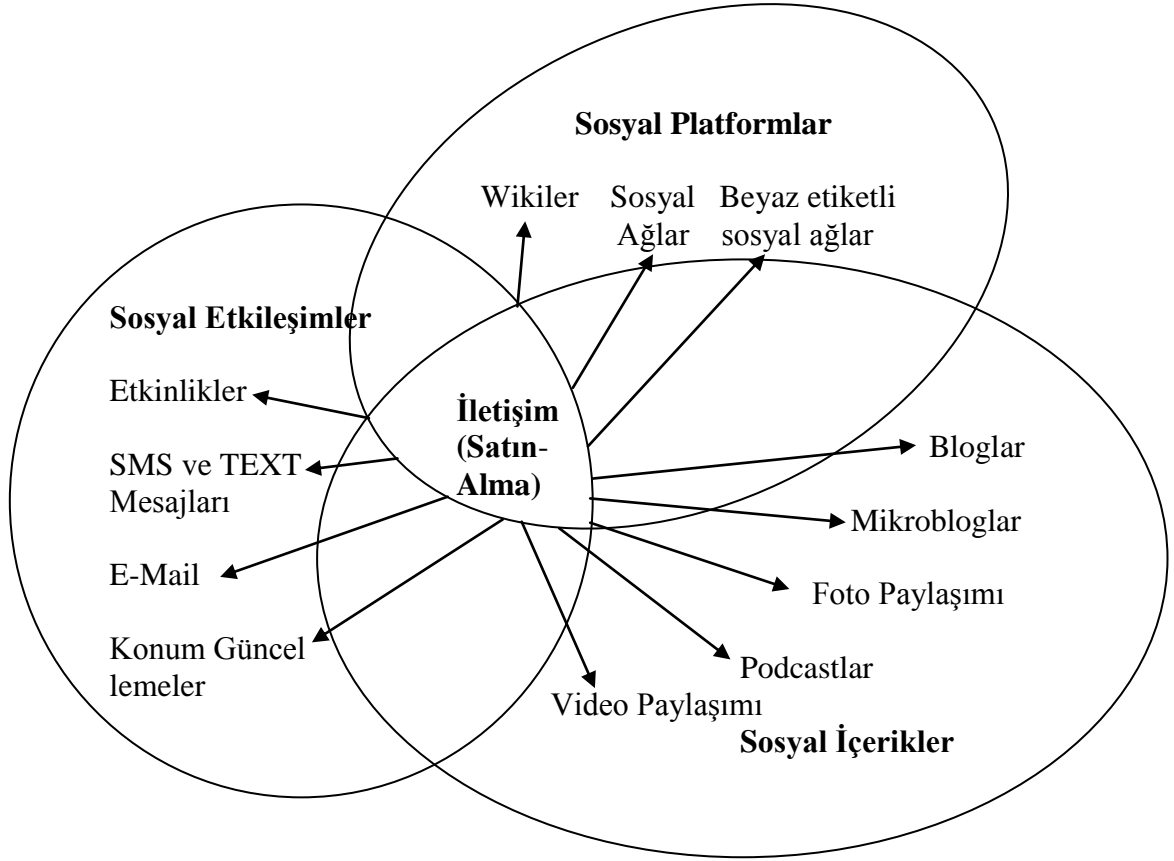 Sosyal Platformlar
Wikiler
Sosyal
Ağlar
Beyaz etiketli
sosyal ağlar
Sosyal Etkileşimler
Etkinlikler
SMS ve TEXT
Mesajları
E-Mail
Konum Güncel
lemeler
İletişim
(Satın-
Alma)
Bloglar
Mikrobloglar
Foto Paylaşımı
Podcastlar
Video Paylaşımı
Sosyal İçerikler